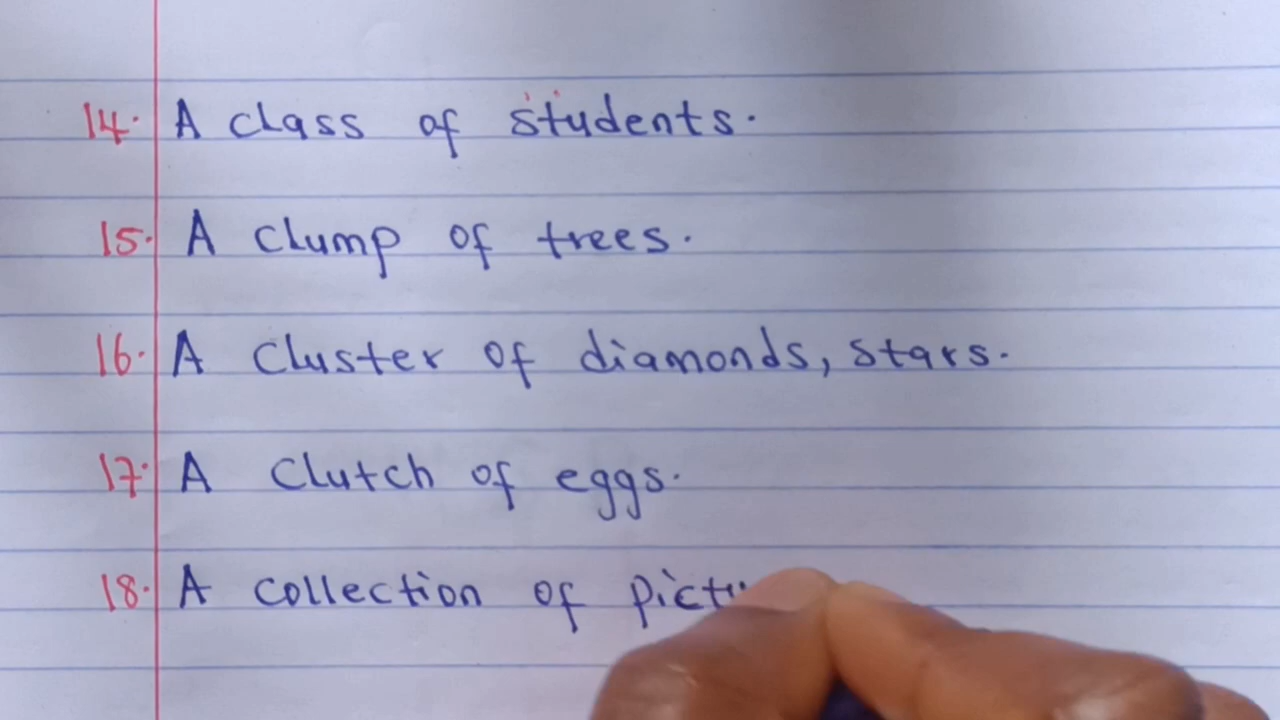 14. A class of students.
15. A clump of trees.
16. A cluster of diamonds, stars.
17. A clutch of eggs.
18. A collection of